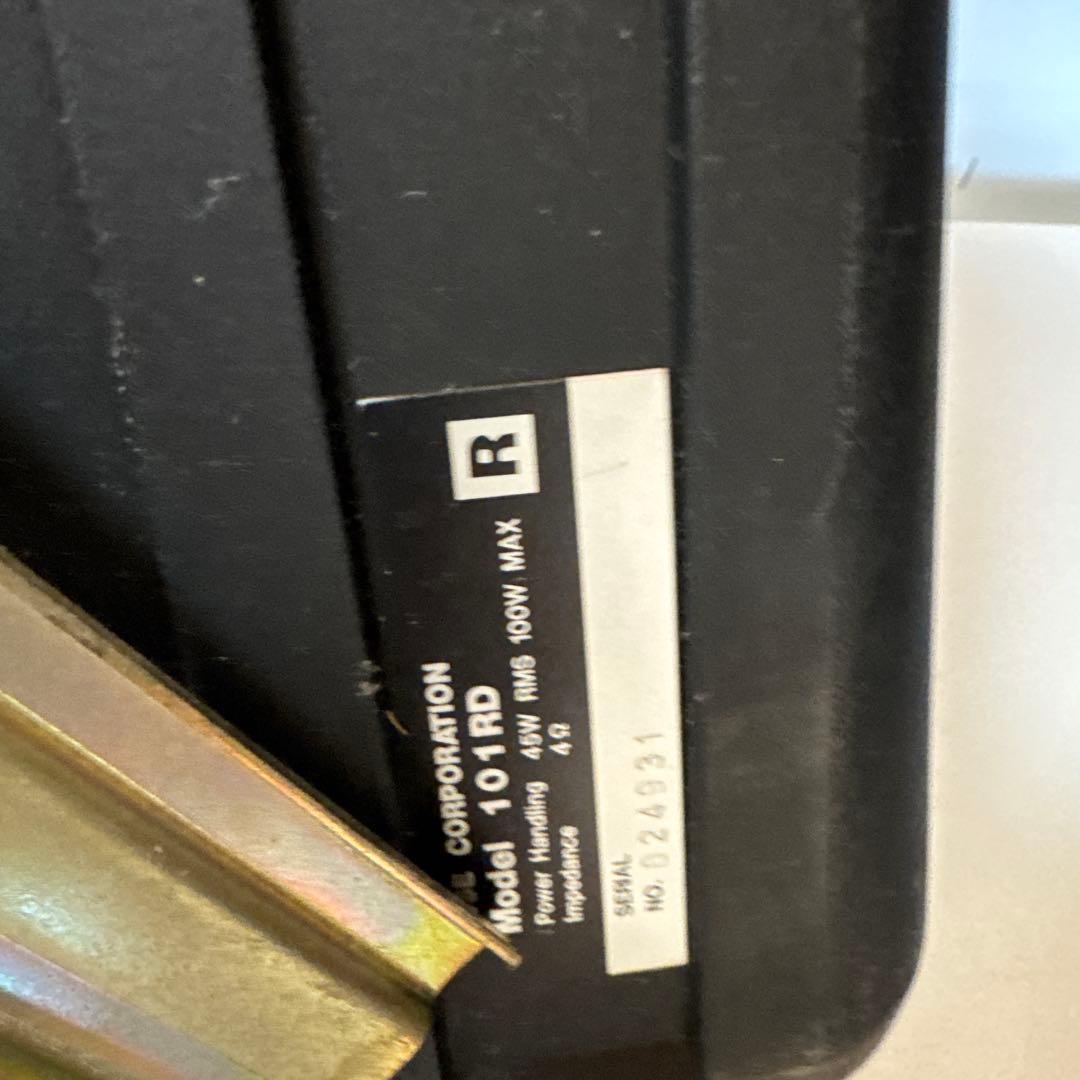 CORPORATION
Model 101RD
Power Handling 45W RMS 100W MAX
Impedance 4Ω
R
SERIAL
NO. 024931